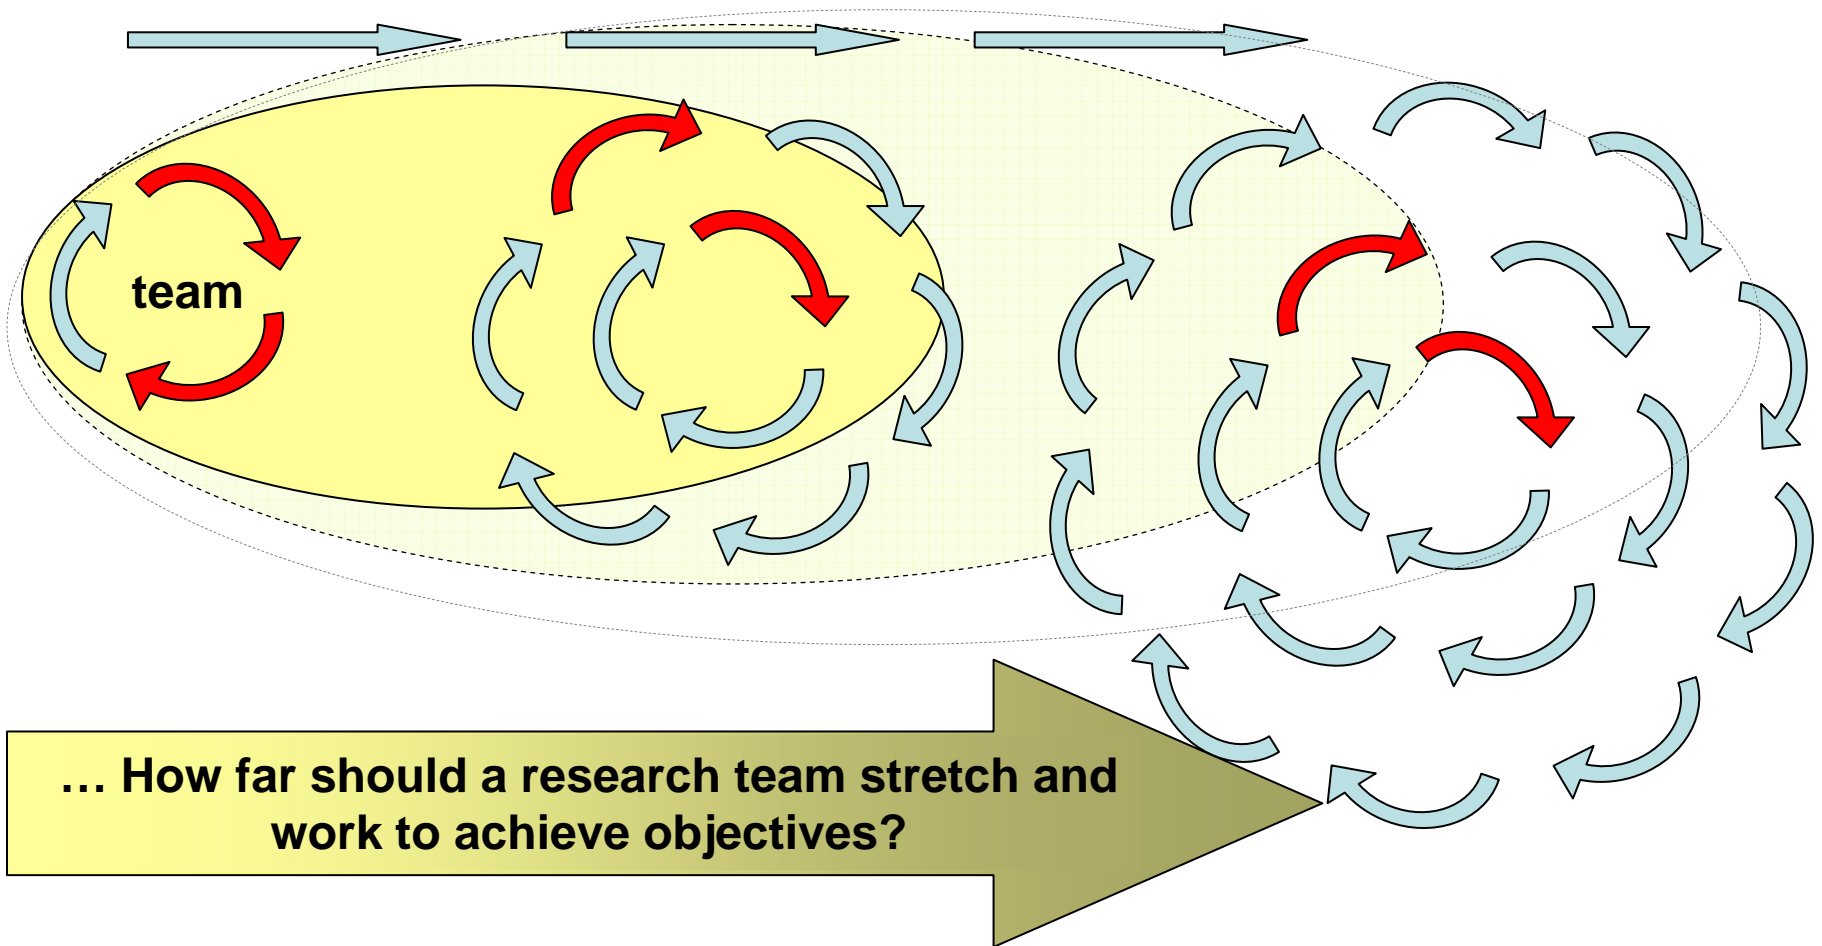 team
… How far should a research team stretch and
work to achieve objectives?